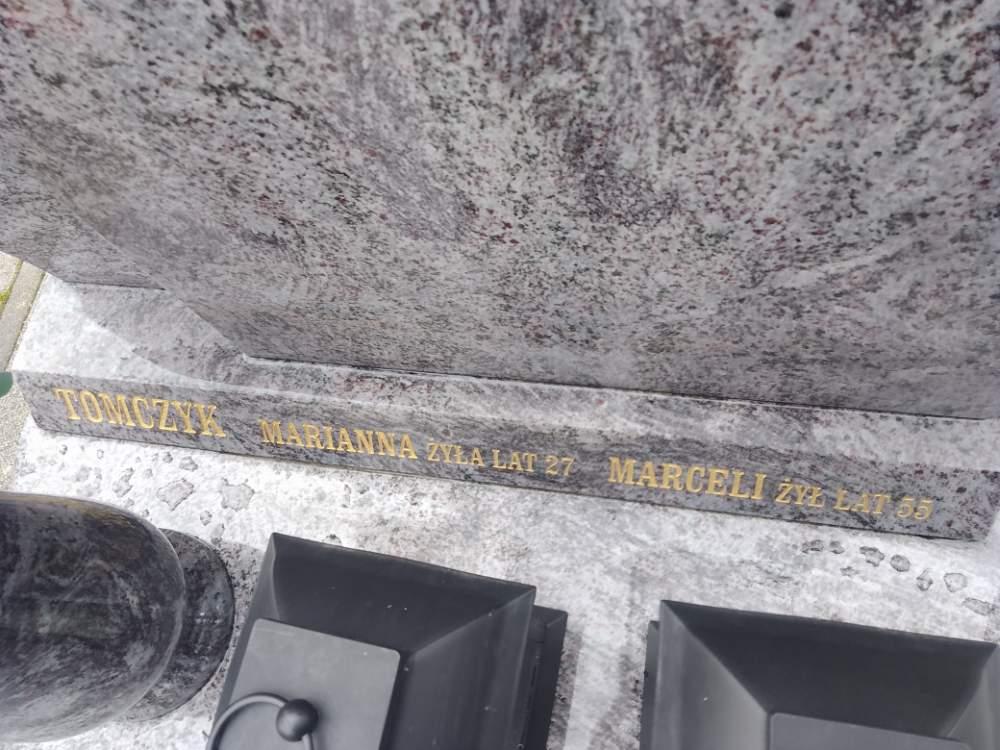 TOMCZYK MARIANNA ŻYŁA LAT 27 MARCELI ŻYŁ LAT 55